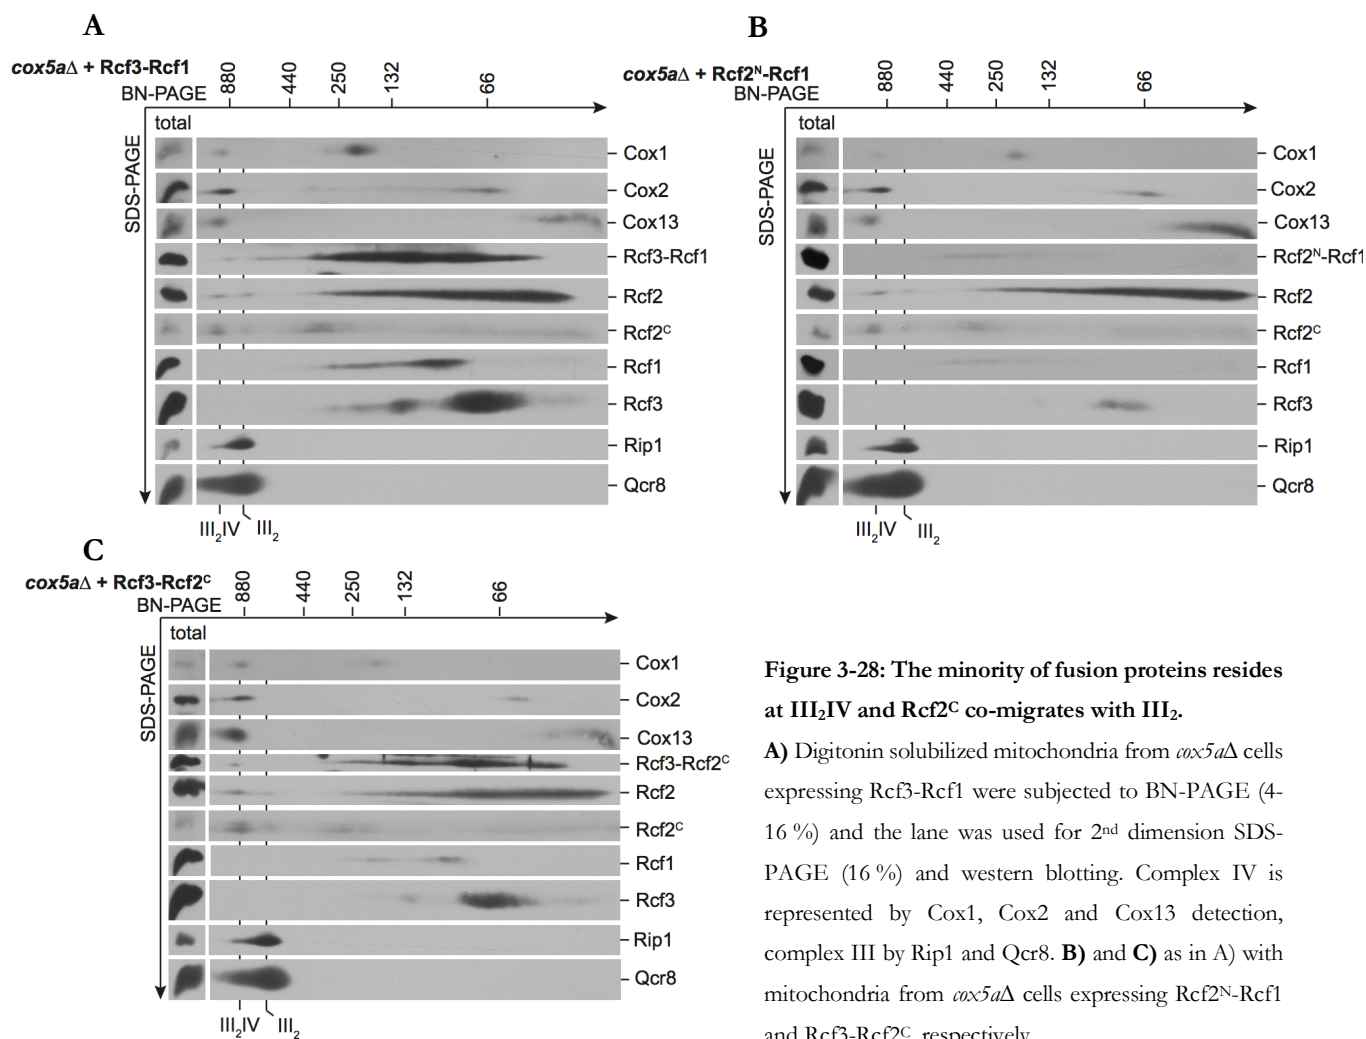 A
cox5aΔ + Rcf3-Rcf1
BN-PAGE
880
440
250
132
66
SDS-PAGE
total
Cox1
Cox2
Cox13
Rcf3-Rcf1
Rcf2
Rcf2ᶜ
Rcf1
Rcf3
Rip1
Qcr8
III₂IV
III₂
B
cox5aΔ + Rcf2ᴺ-Rcf1
BN-PAGE
880
440
250
132
66
SDS-PAGE
total
Cox1
Cox2
Cox13
Rcf2ᴺ-Rcf1
Rcf2
Rcf2ᶜ
Rcf1
Rcf3
Rip1
Qcr8
III₂IV
III₂
C
cox5aΔ + Rcf3-Rcf2ᶜ
BN-PAGE
880
440
250
132
66
SDS-PAGE
total
Cox1
Cox2
Cox13
Rcf3-Rcf2ᶜ
Rcf2
Rcf2ᶜ
Rcf1
Rcf3
Rip1
Qcr8
III₂IV
III₂
Figure 3-28: The minority of fusion proteins resides
at III₂IV and Rcf2ᶜ co-migrates with III₂.
A) Digitonin solubilized mitochondria from cox5aΔ cells
expressing Rcf3-Rcf1 were subjected to BN-PAGE (4-
16 %) and the lane was used for 2ⁿᵈ dimension SDS-
PAGE (16 %) and western blotting. Complex IV is
represented by Cox1, Cox2 and Cox13 detection,
complex III by Rip1 and Qcr8. B) and C) as in A) with
mitochondria from cox5aΔ cells expressing Rcf2ᴺ-Rcf1
and Rcf3-Rcf2ᶜ, respectively.